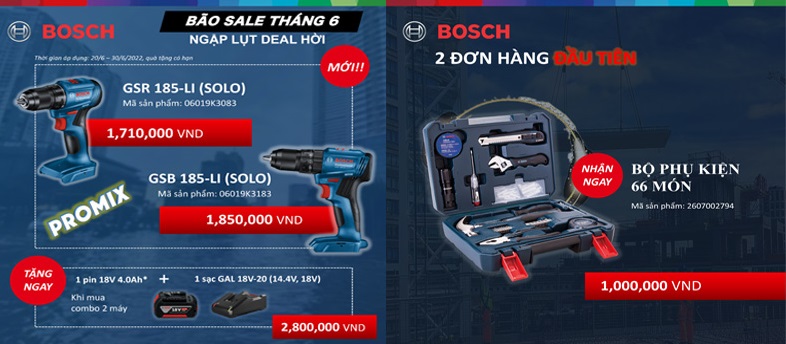 BOSCH
BÃO SALE THÁNG 6
NGẬP LỤT DEAL HỜI
Thời gian áp dụng: 20/6 – 30/6/2022, quà tặng có hạn
MỚI!!
GSR 185-LI (SOLO)
Mã sản phẩm: 06019K3083
1,710,000 VND
GSB 185-LI (SOLO)
Mã sản phẩm: 06019K3183
1,850,000 VND
PROMIX
TẶNG
NGAY
1 pin 18V 4.0Ah* + 1 sạc GAL 18V-20 (14.4V, 18V)
Khi mua
combo 2 máy
18V
2,800,000 VND
BOSCH
2 ĐƠN HÀNG ĐẦU TIÊN
NHẬN
NGAY
BỘ PHỤ KIỆN
66 MÓN
Mã sản phẩm: 2607002794
1,000,000 VND